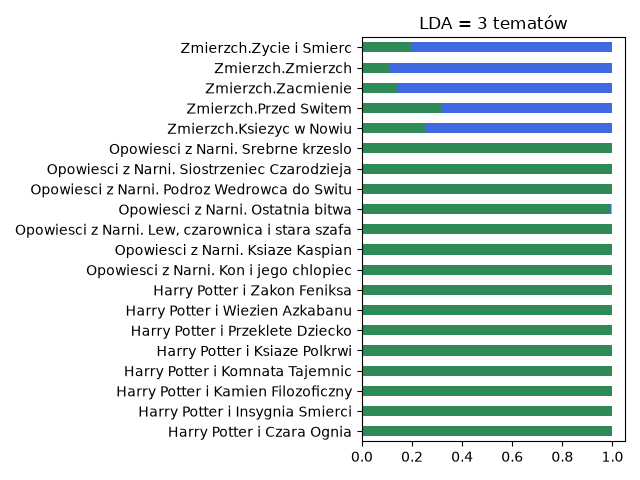 LDA = 3 tematów
Zmierzch.Zycie i Smierc
Zmierzch.Zmierzch
Zmierzch.Zacmienie
Zmierzch.Przed Switem
Zmierzch.Ksiezyc w Nowiu
Opowiesci z Narni. Srebrne krzeslo
Opowiesci z Narni. Siostrzeniec Czarodzieja
Opowiesci z Narni. Podroz Wedrowca do Switu
Opowiesci z Narni. Ostatnia bitwa
Opowiesci z Narni. Lew, czarownica i stara szafa
Opowiesci z Narni. Ksiaze Kaspian
Opowiesci z Narni. Kon i jego chlopiec
Harry Potter i Zakon Feniksa
Harry Potter i Wiezien Azkabanu
Harry Potter i Przeklete Dziecko
Harry Potter i Ksiaze Polkrwi
Harry Potter i Komnata Tajemnic
Harry Potter i Kamien Filozoficzny
Harry Potter i Insygnia Smierci
Harry Potter i Czara Ognia
0.0 0.2 0.4 0.6 0.8 1.0